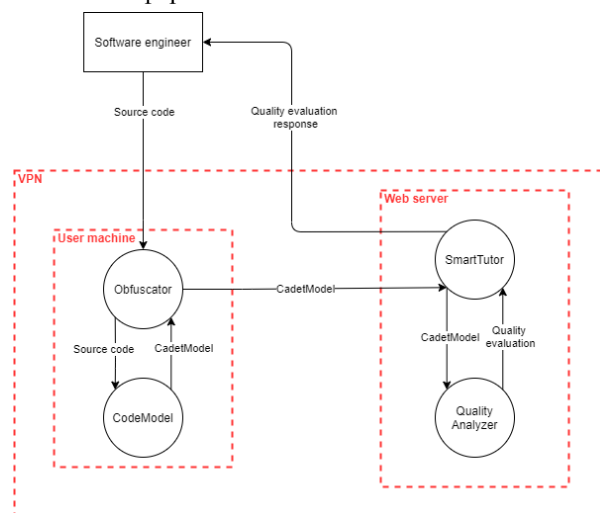 Software engineer
Source code
Quality evaluation
response
VPN
Web server
User machine
SmartTutor
Obfuscator
CadetModel
Source code
CadetModel
CadetModel
Quality
evaluation
CodeModel
Quality
Analyzer